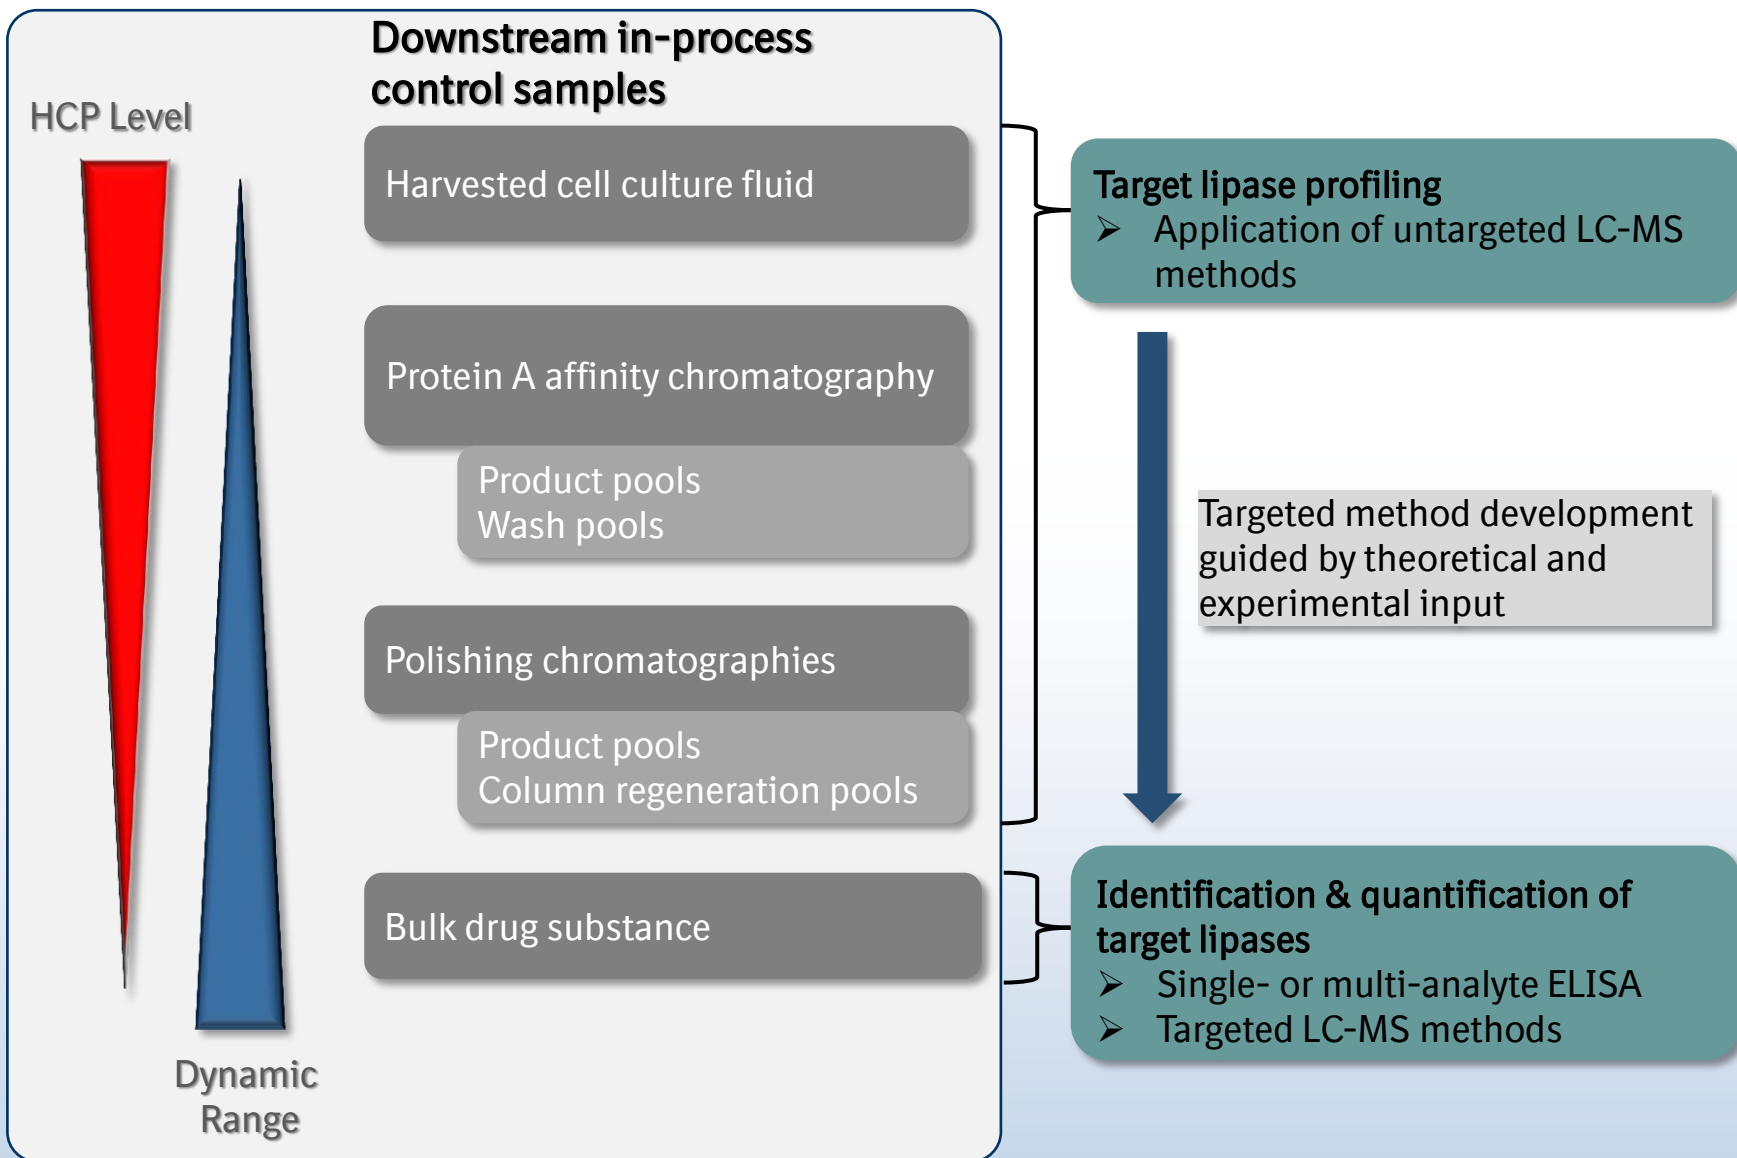 Downstream in-process
control samples
HCP Level
Harvested cell culture fluid
Protein A affinity chromatography
Product pools
Wash pools
Polishing chromatographies
Product pools
Column regeneration pools
Bulk drug substance
Dynamic
Range
Target lipase profiling
➢ Application of untargeted LC-MS
methods
Targeted method development
guided by theoretical and
experimental input
Identification & quantification of
target lipases
➢ Single- or multi-analyte ELISA
➢ Targeted LC-MS methods